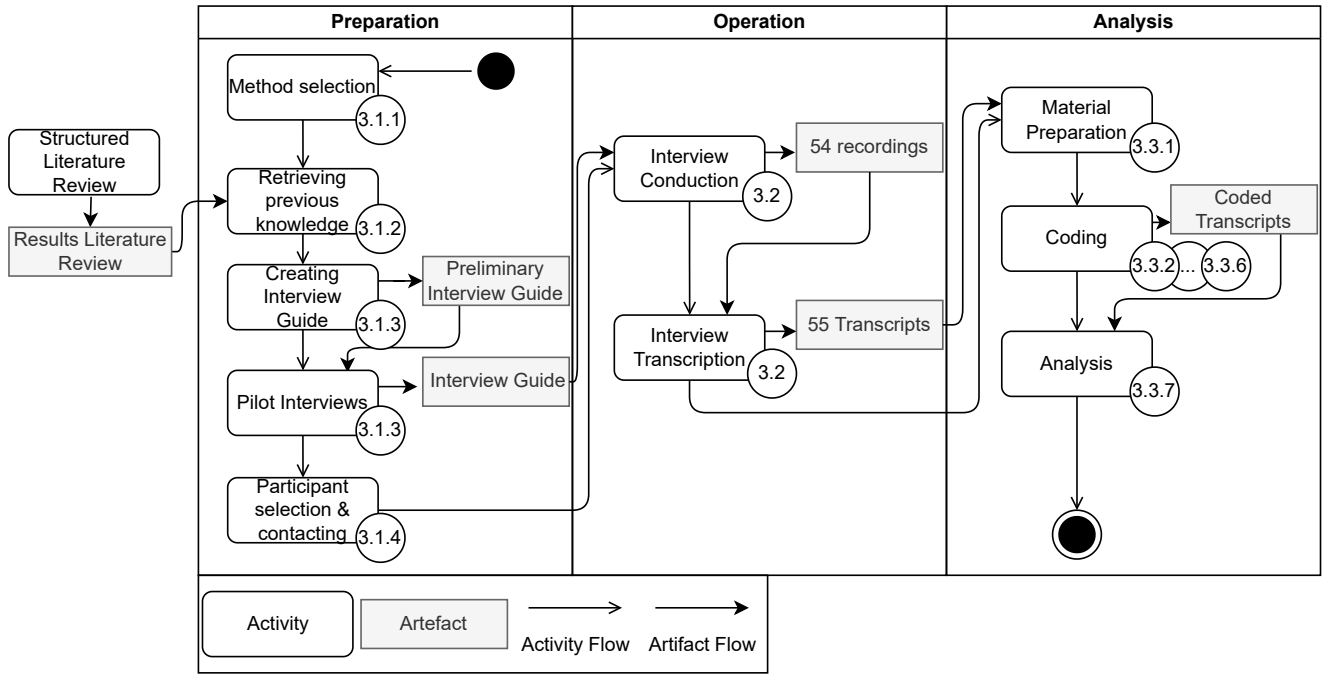 Preparation
Operation
Analysis
Structured
Literature
Review
Results Literature
Review
Method selection
3.1.1
Retrieving
previous
knowledge
3.1.2
Creating
Interview
Guide
3.1.3
Preliminary
Interview Guide
Pilot Interviews
3.1.3
Interview Guide
Participant
selection &
contacting
3.1.4
Interview
Conduction
3.2
54 recordings
Interview
Transcription
3.2
55 Transcripts
Material
Preparation
3.3.1
Coding
3.3.2
...
3.3.6
Coded
Transcripts
Analysis
3.3.7
Activity
Artefact
Activity Flow
Artifact Flow